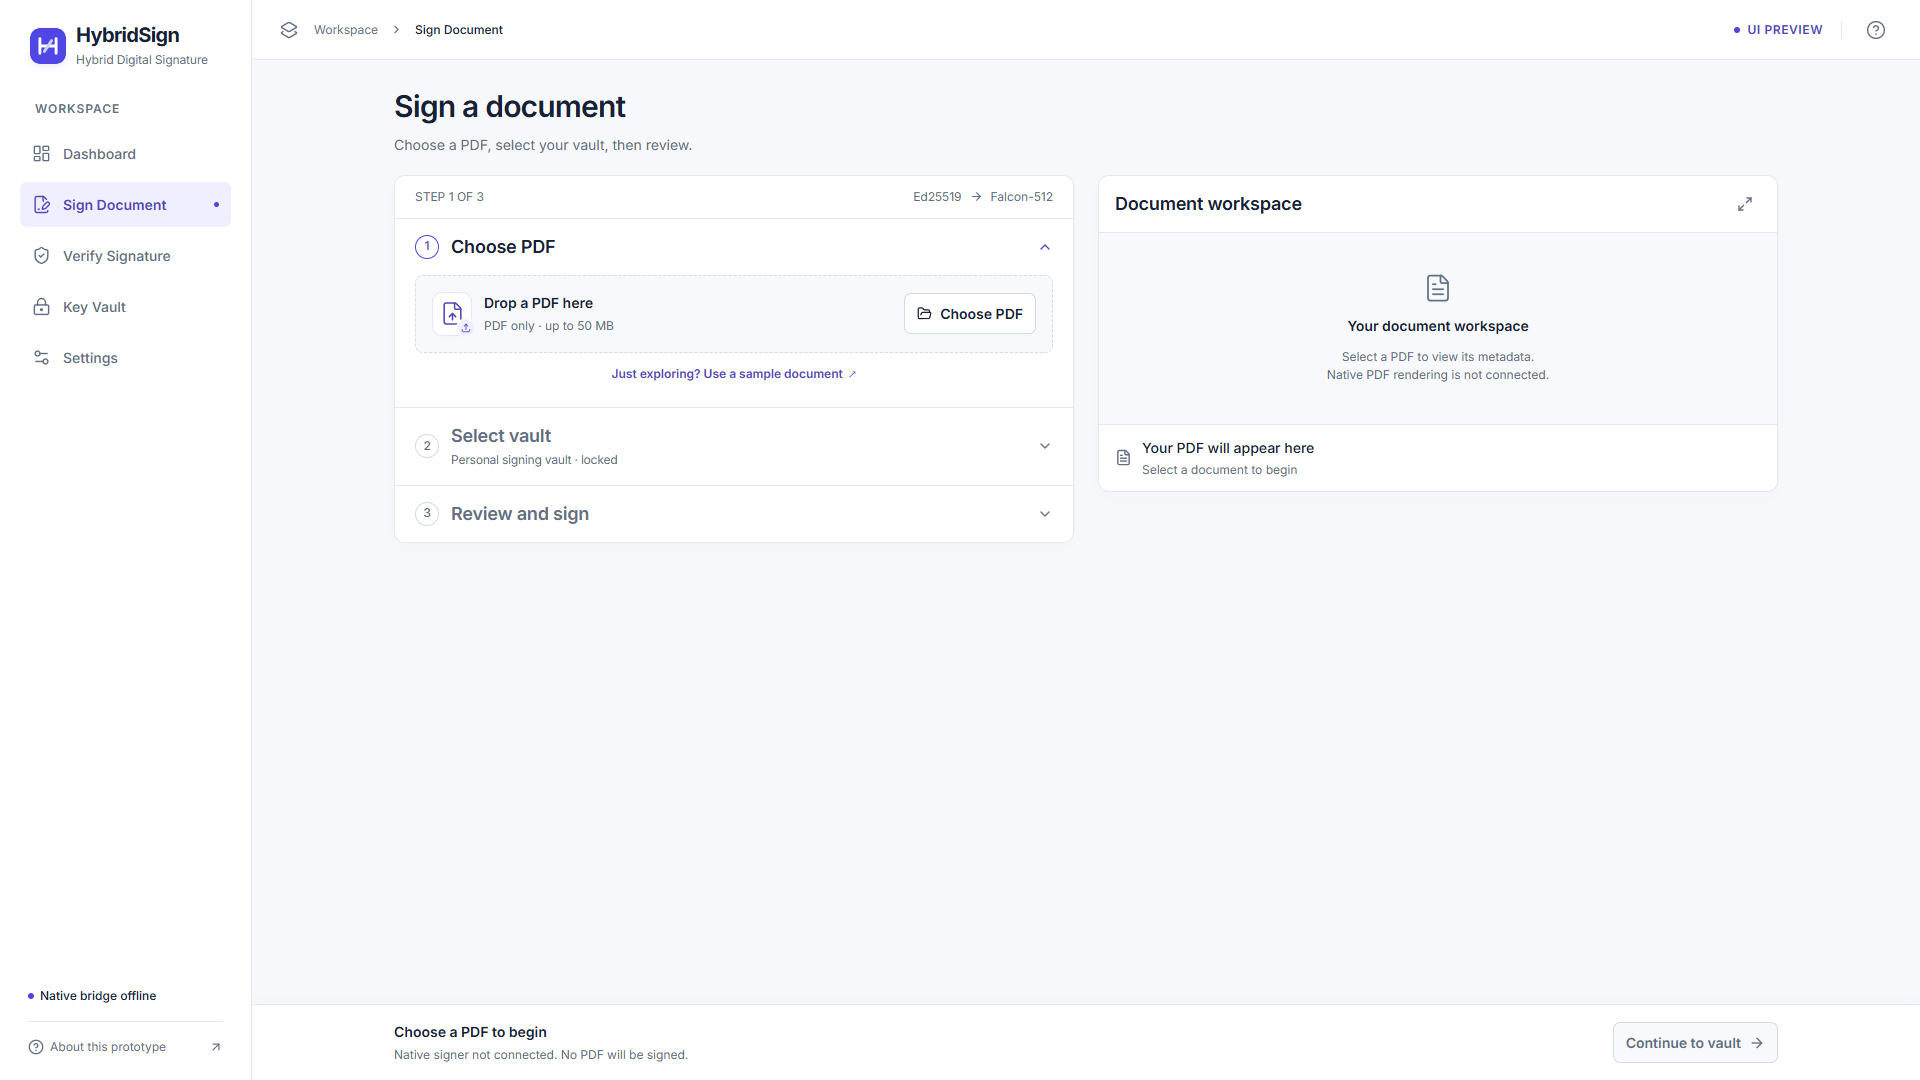 HybridSign
Hybrid Digital Signature
WORKSPACE
Dashboard
Sign Document
Verify Signature
Key Vault
Settings
Native bridge offline
About this prototype
Workspace > Sign Document
UI PREVIEW
Sign a document
Choose a PDF, select your vault, then review.
STEP 1 OF 3
Ed25519 → Falcon-512
1 Choose PDF
Drop a PDF here
PDF only · up to 50 MB
Choose PDF
Just exploring? Use a sample document ↗
2 Select vault
Personal signing vault · locked
3 Review and sign
Document workspace
Your document workspace
Select a PDF to view its metadata.
Native PDF rendering is not connected.
Your PDF will appear here
Select a document to begin
Choose a PDF to begin
Native signer not connected. No PDF will be signed.
Continue to vault →